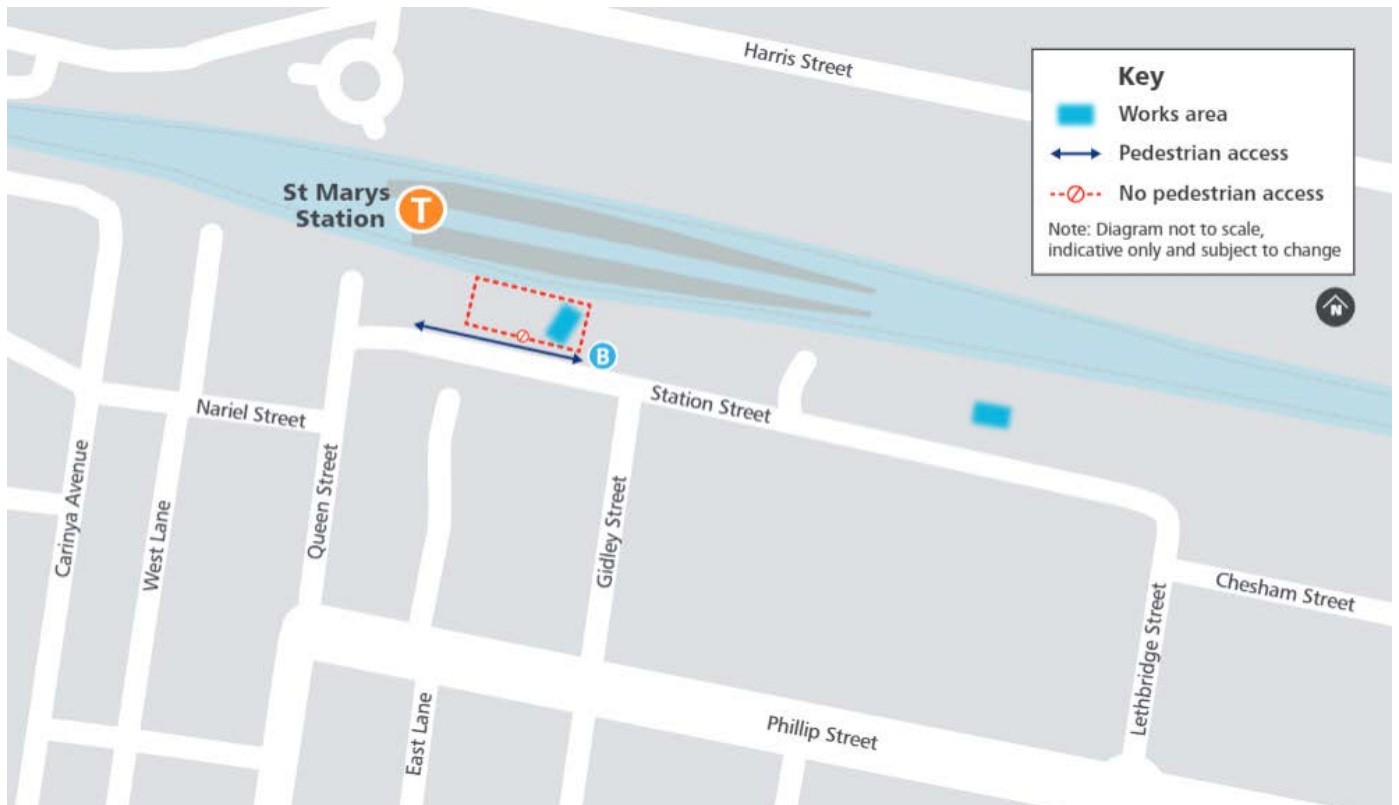 Harris Street
Key
Works area
Pedestrian access
No pedestrian access
Note: Diagram not to scale,
indicative only and subject to change
N
St Marys
Station
T
B
Station Street
Nariel Street
Carinya Avenue
West Lane
Queen Street
Gidley Street
Chesham Street
Lethbridge Street
East Lane
Phillip Street